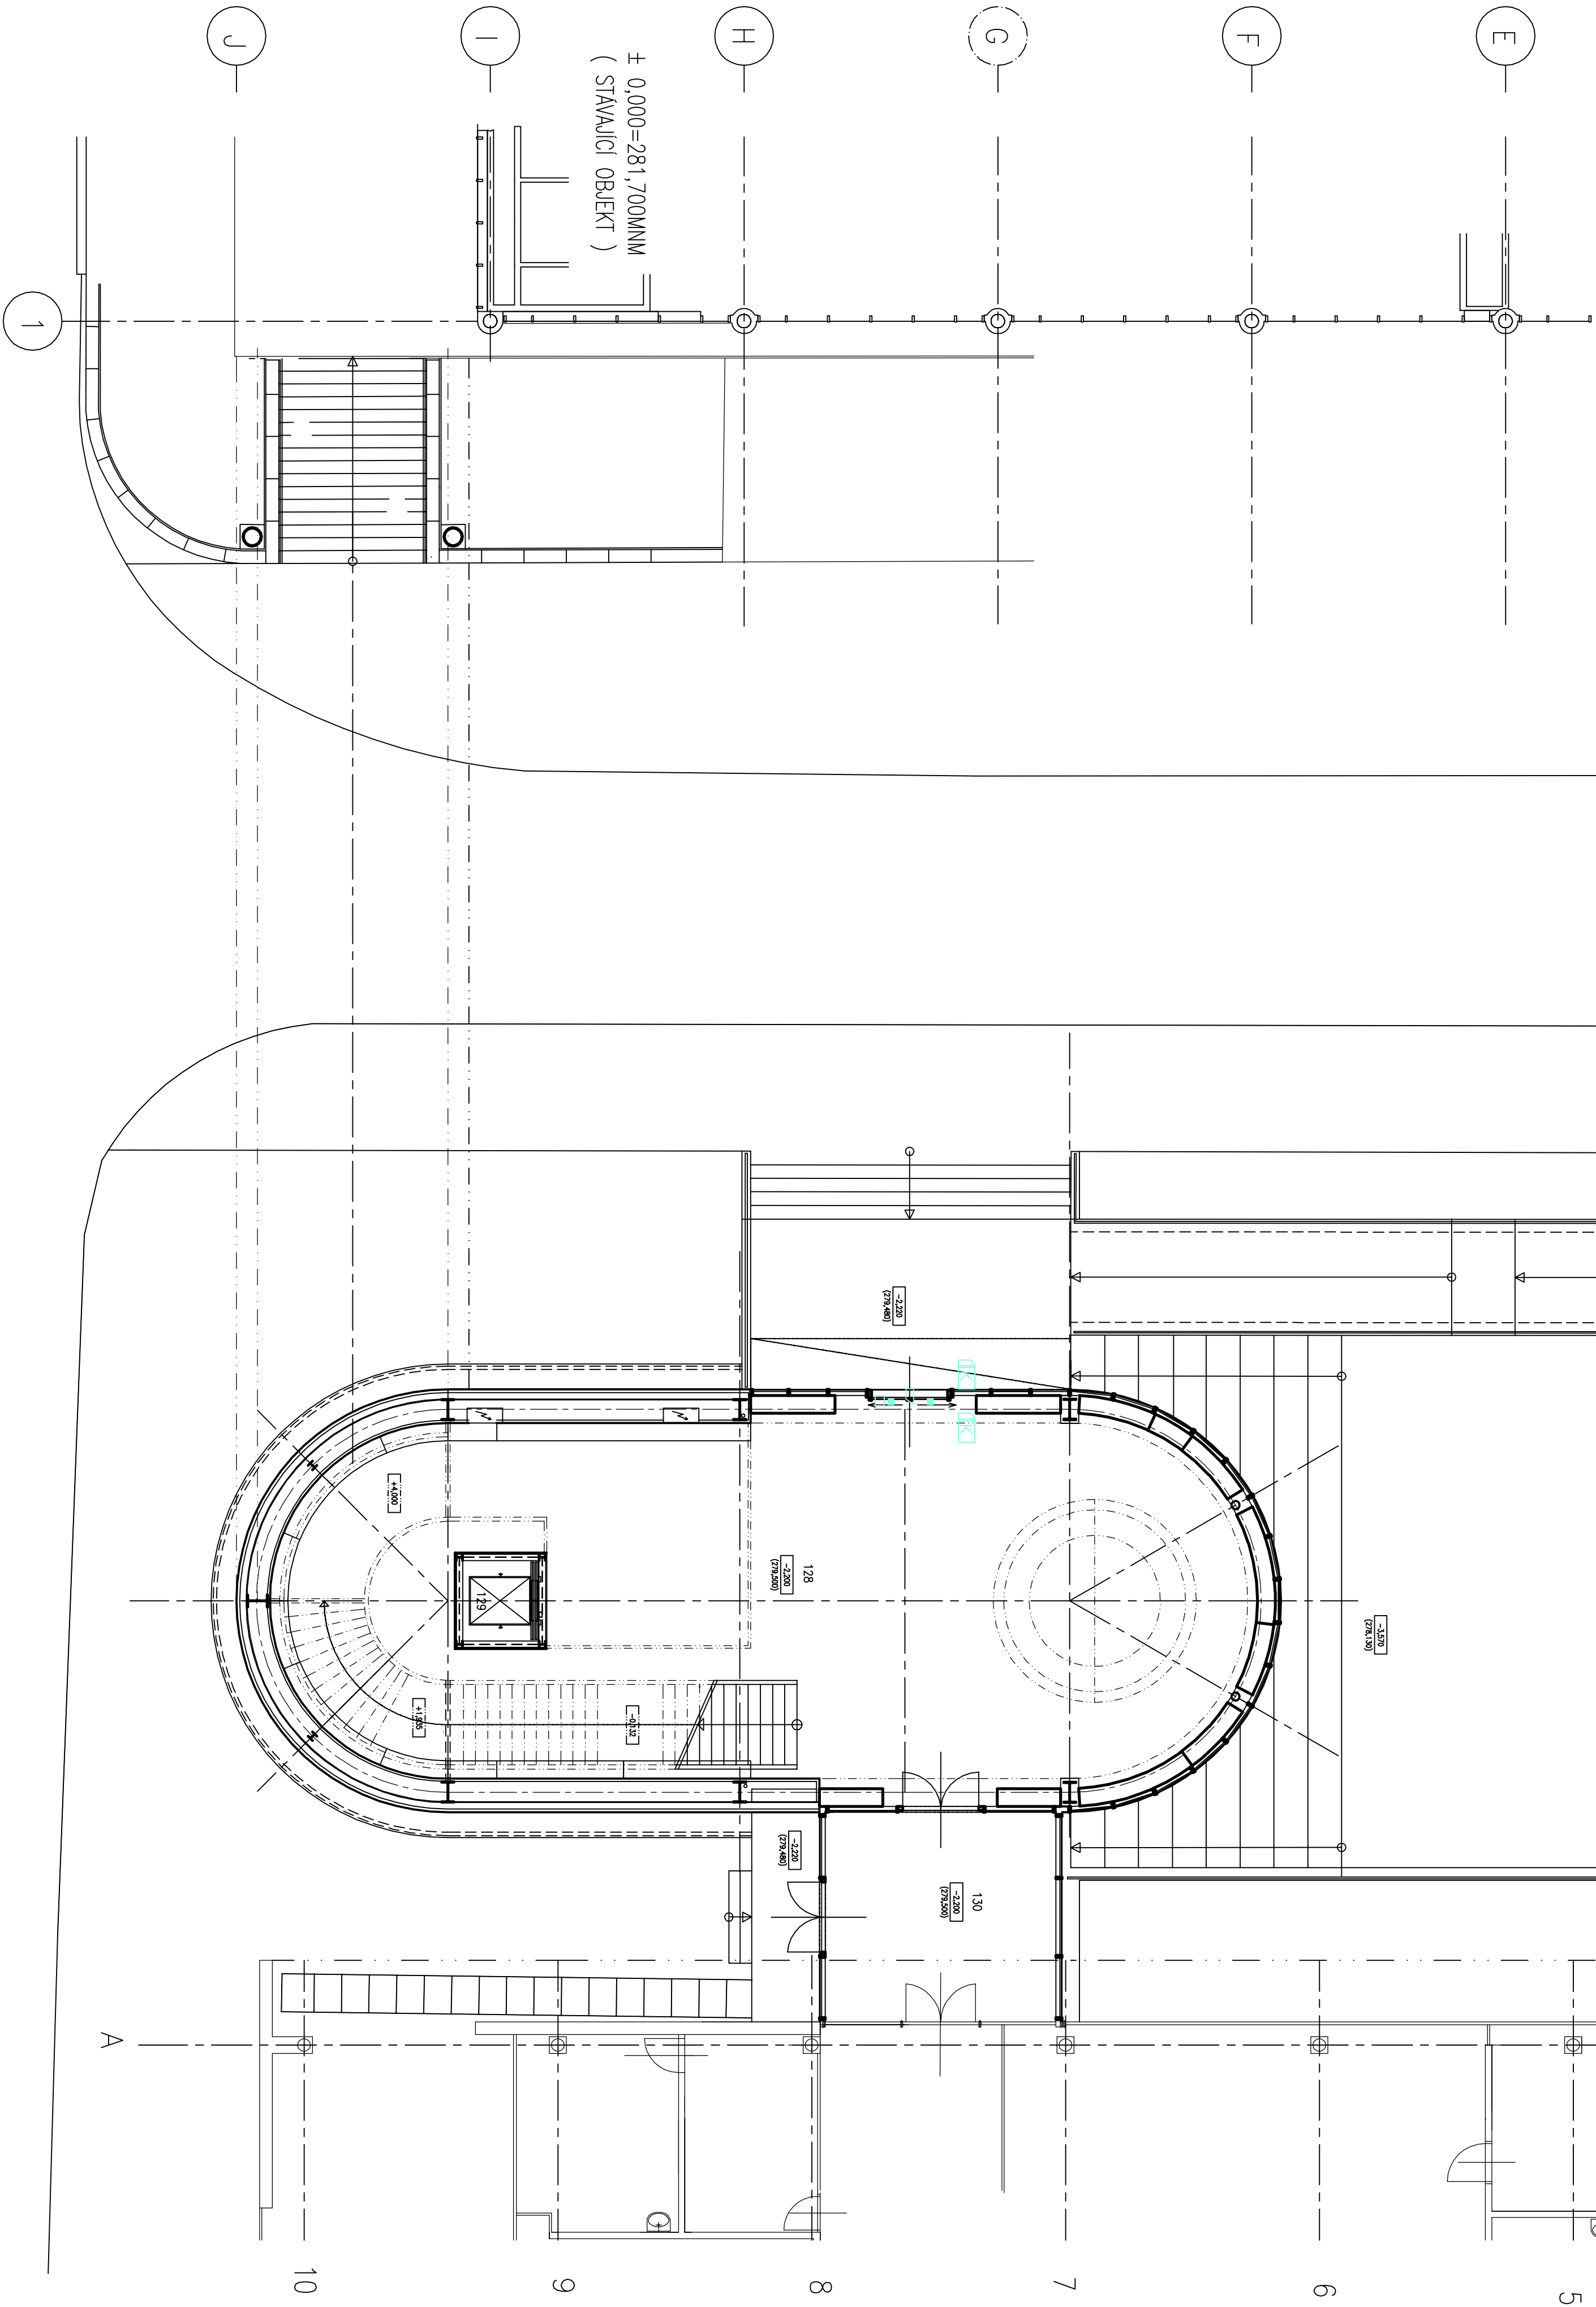 J
I
H
G
F
E
± 0,000=281,700MNM
( STÁVAJÍCÍ OBJEKT )
1
-2,220
(279,480)
K
K
+4,000
128
-2,200
(279,500)
129
-3,570
(278,130)
+1,935
-0,132
-2,220
(279,480)
130
-2,200
(279,500)
A
10
9
8
7
6
5